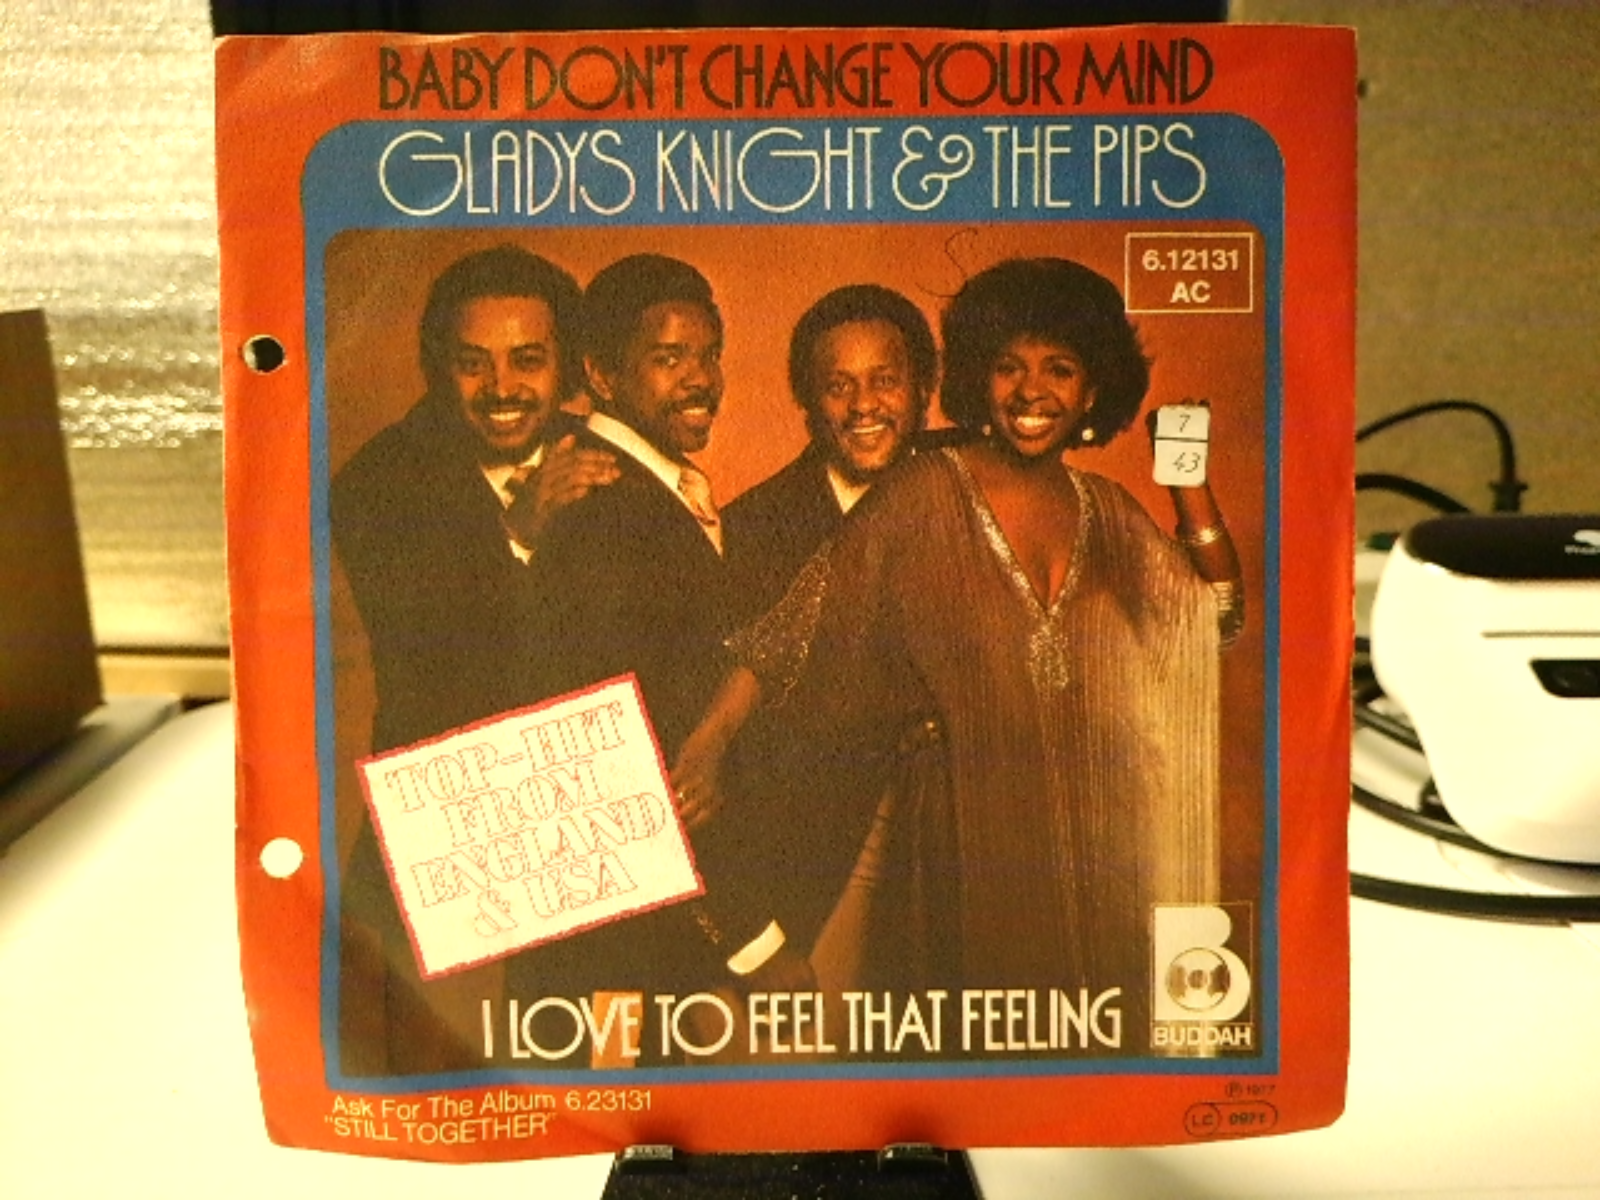 BABY DON'T CHANGE YOUR MIND
GLADYS KNIGHT & THE PIPS
6.12131
AC
7
43
TOP-HIT
FROM
ENGLAND
& USA
I LOVE TO FEEL THAT FEELING
BUDDAH
Ask For The Album 6.23131
"STILL TOGETHER"
℗ 1977
LC